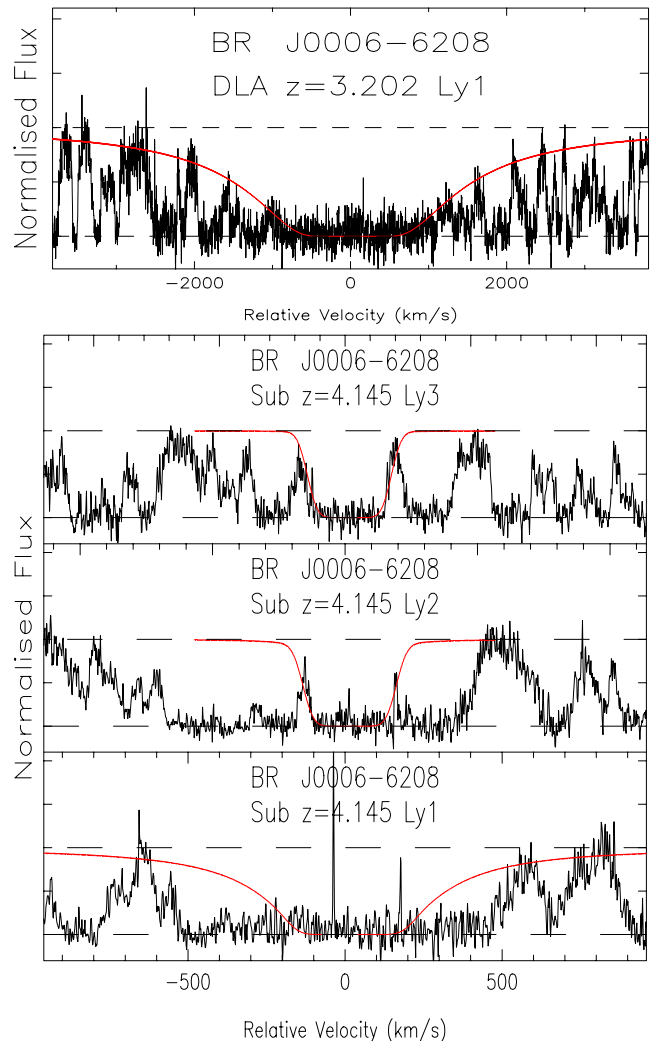 BR J0006-6208
DLA z=3.202 Ly1
Normalised Flux
-2000 0 2000
Relative Velocity (km/s)
BR J0006-6208
Sub z=4.145 Ly3
BR J0006-6208
Sub z=4.145 Ly2
Normalised Flux
BR J0006-6208
Sub z=4.145 Ly1
-500 0 500
Relative Velocity (km/s)